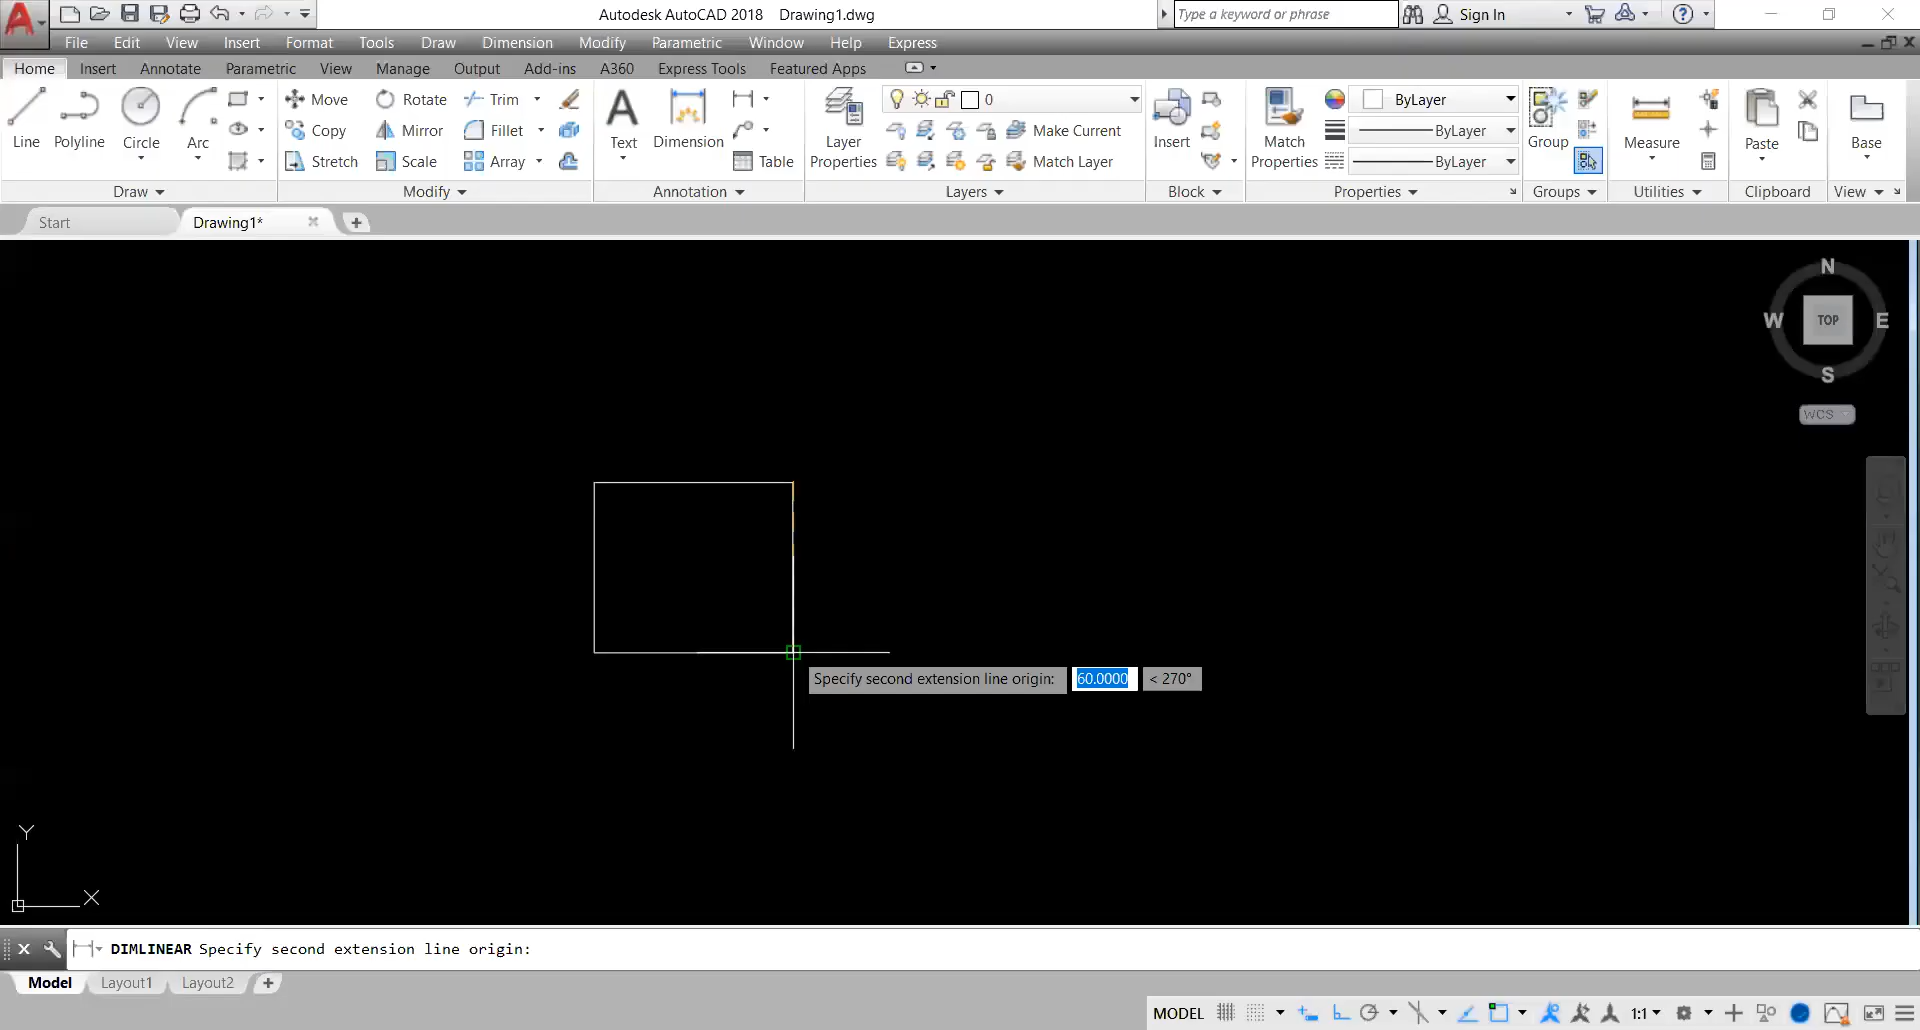 A Autodesk AutoCAD 2018 Drawing1.dwg Type a keyword or phrase Sign In
File Edit View Insert Format Tools Draw Dimension Modify Parametric Window Help Express
Home Insert Annotate Parametric View Manage Output Add-ins A360 Express Tools Featured Apps
Move Rotate Trim 0 ByLayer
Copy Mirror Fillet Make Current ByLayer
Line Polyline Circle Arc Text Dimension Layer Properties Insert Match Properties Group Measure Paste Base
Stretch Scale Array Table Match Layer ByLayer
Draw Modify Annotation Layers Block Properties Groups Utilities Clipboard View
Start Drawing1*
N
W TOP E
S
WCS
Specify second extension line origin: 60.0000 < 270°
Y
X
DIMLINEAR Specify second extension line origin:
Model Layout1 Layout2
MODEL 1:1